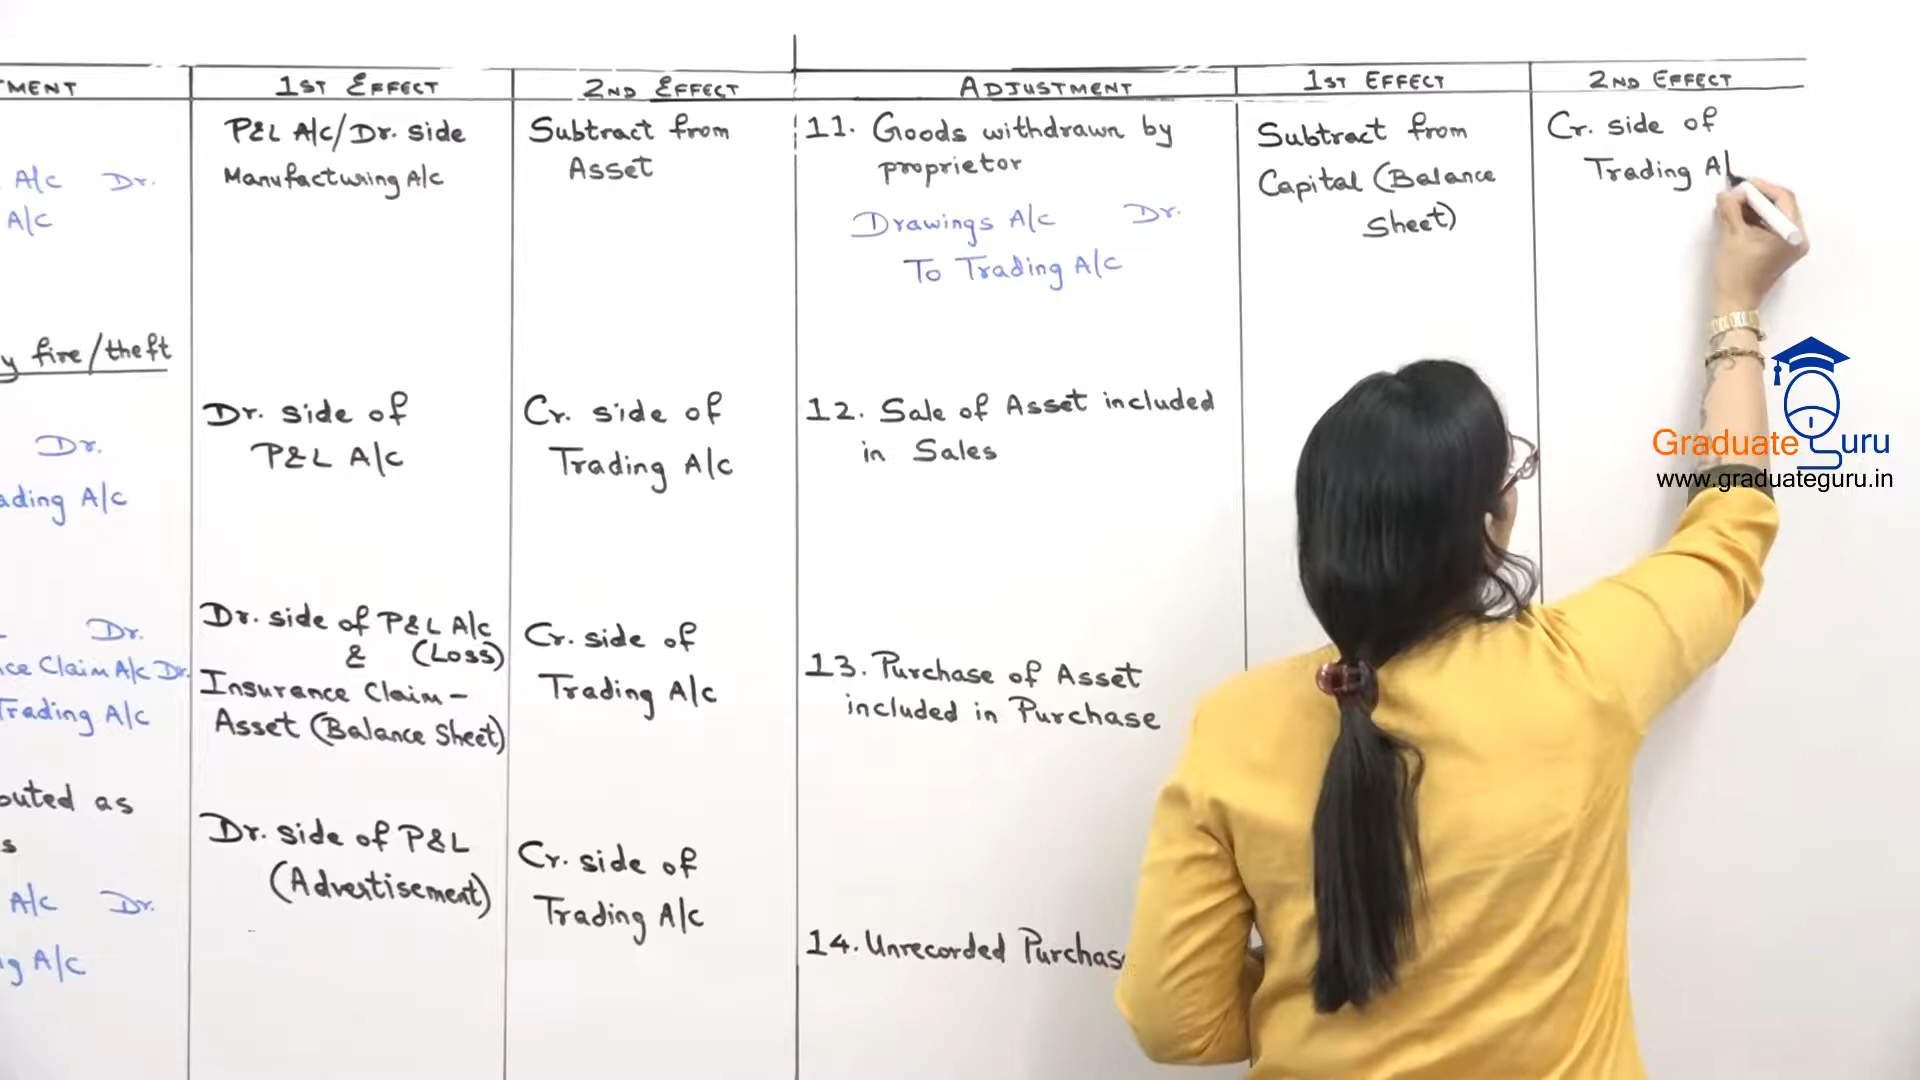 TMENT
1ST EFFECT
2ND EFFECT
ADJUSTMENT
1ST EFFECT
2ND EFFECT
A/c Dr.
A/c
y fire/theft
Dr.
ading A/c
Dr.
ce Claim A/c Dr.
Trading A/c
outed as
s
A/c Dr.
g A/c
P&L A/c/Dr. side
Manufacturing A/c
Dr. side of
P&L A/c
Dr. side of P&L A/c
& (Loss)
Insurance Claim -
Asset (Balance Sheet)
Dr. side of P&L
(Advertisement)
Subtract from
Asset
Cr. side of
Trading A/c
Cr. side of
Trading A/c
Cr. side of
Trading A/c
11. Goods withdrawn by
proprietor
Drawings A/c Dr.
To Trading A/c
12. Sale of Asset included
in Sales
13. Purchase of Asset
included in Purchase
14. Unrecorded Purchas
Subtract from
Capital (Balance
Sheet)
Cr. side of
Trading A/
Graduate Guru
www.graduateguru.in